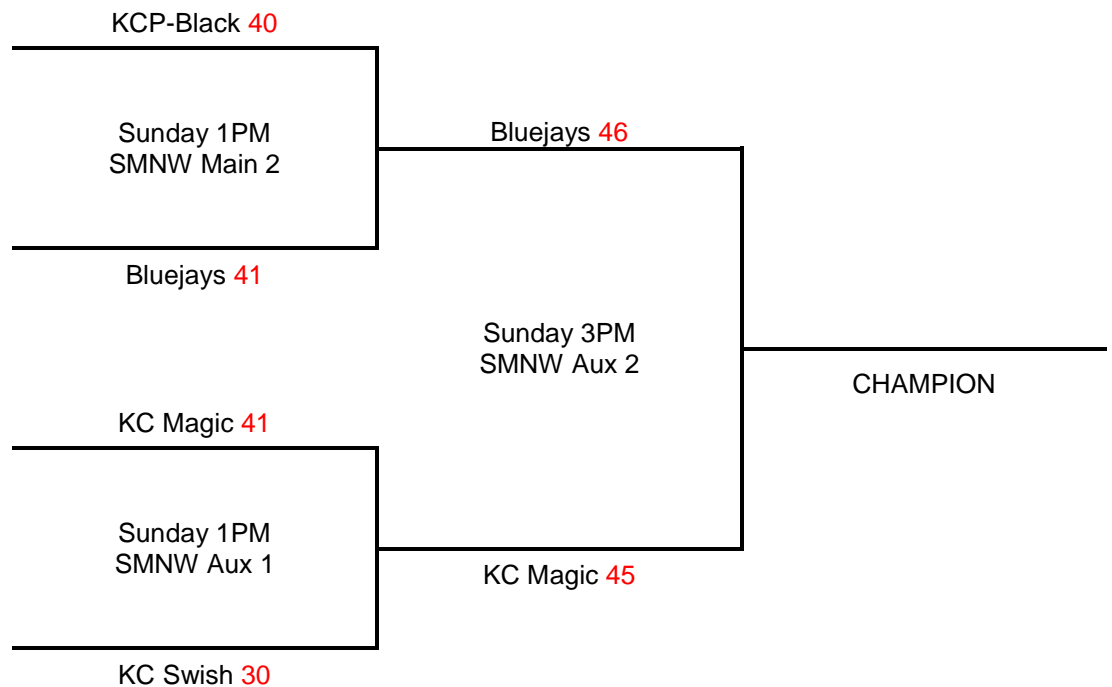 KCP-Black 40
Sunday 1PM
SMNW Main 2
Bluejays 41
Bluejays 46
Sunday 3PM
SMNW Aux 2
CHAMPION
KC Magic 41
Sunday 1PM
SMNW Aux 1
KC Swish 30
KC Magic 45